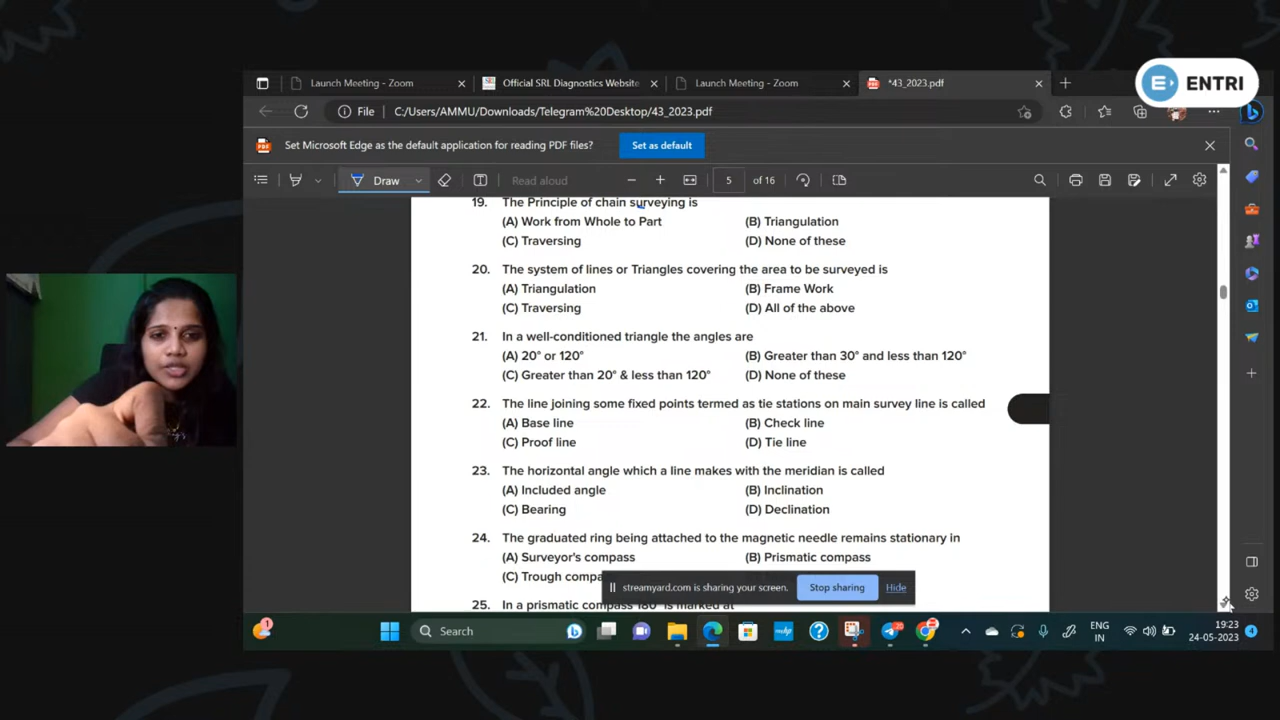 Launch Meeting - Zoom
Official SRL Diagnostics Website
Launch Meeting - Zoom
*43_2023.pdf
ENTRI
File
C:/Users/AMMU/Downloads/Telegram%20Desktop/43_2023.pdf
Set Microsoft Edge as the default application for reading PDF files?
Set as default
Draw
Read aloud
5
of 16
19. The Principle of chain surveying is
(A) Work from Whole to Part
(B) Triangulation
(C) Traversing
(D) None of these
20. The system of lines or Triangles covering the area to be surveyed is
(A) Triangulation
(B) Frame Work
(C) Traversing
(D) All of the above
21. In a well-conditioned triangle the angles are
(A) 20° or 120°
(B) Greater than 30° and less than 120°
(C) Greater than 20° & less than 120°
(D) None of these
22. The line joining some fixed points termed as tie stations on main survey line is called
(A) Base line
(B) Check line
(C) Proof line
(D) Tie line
23. The horizontal angle which a line makes with the meridian is called
(A) Included angle
(B) Inclination
(C) Bearing
(D) Declination
24. The graduated ring being attached to the magnetic needle remains stationary in
(A) Surveyor's compass
(B) Prismatic compass
(C) Trough compa
streamyard.com is sharing your screen.
Stop sharing
Hide
25. In a prismatic compass 180° is marked at
Search
ENG
IN
19:23
24-05-2023